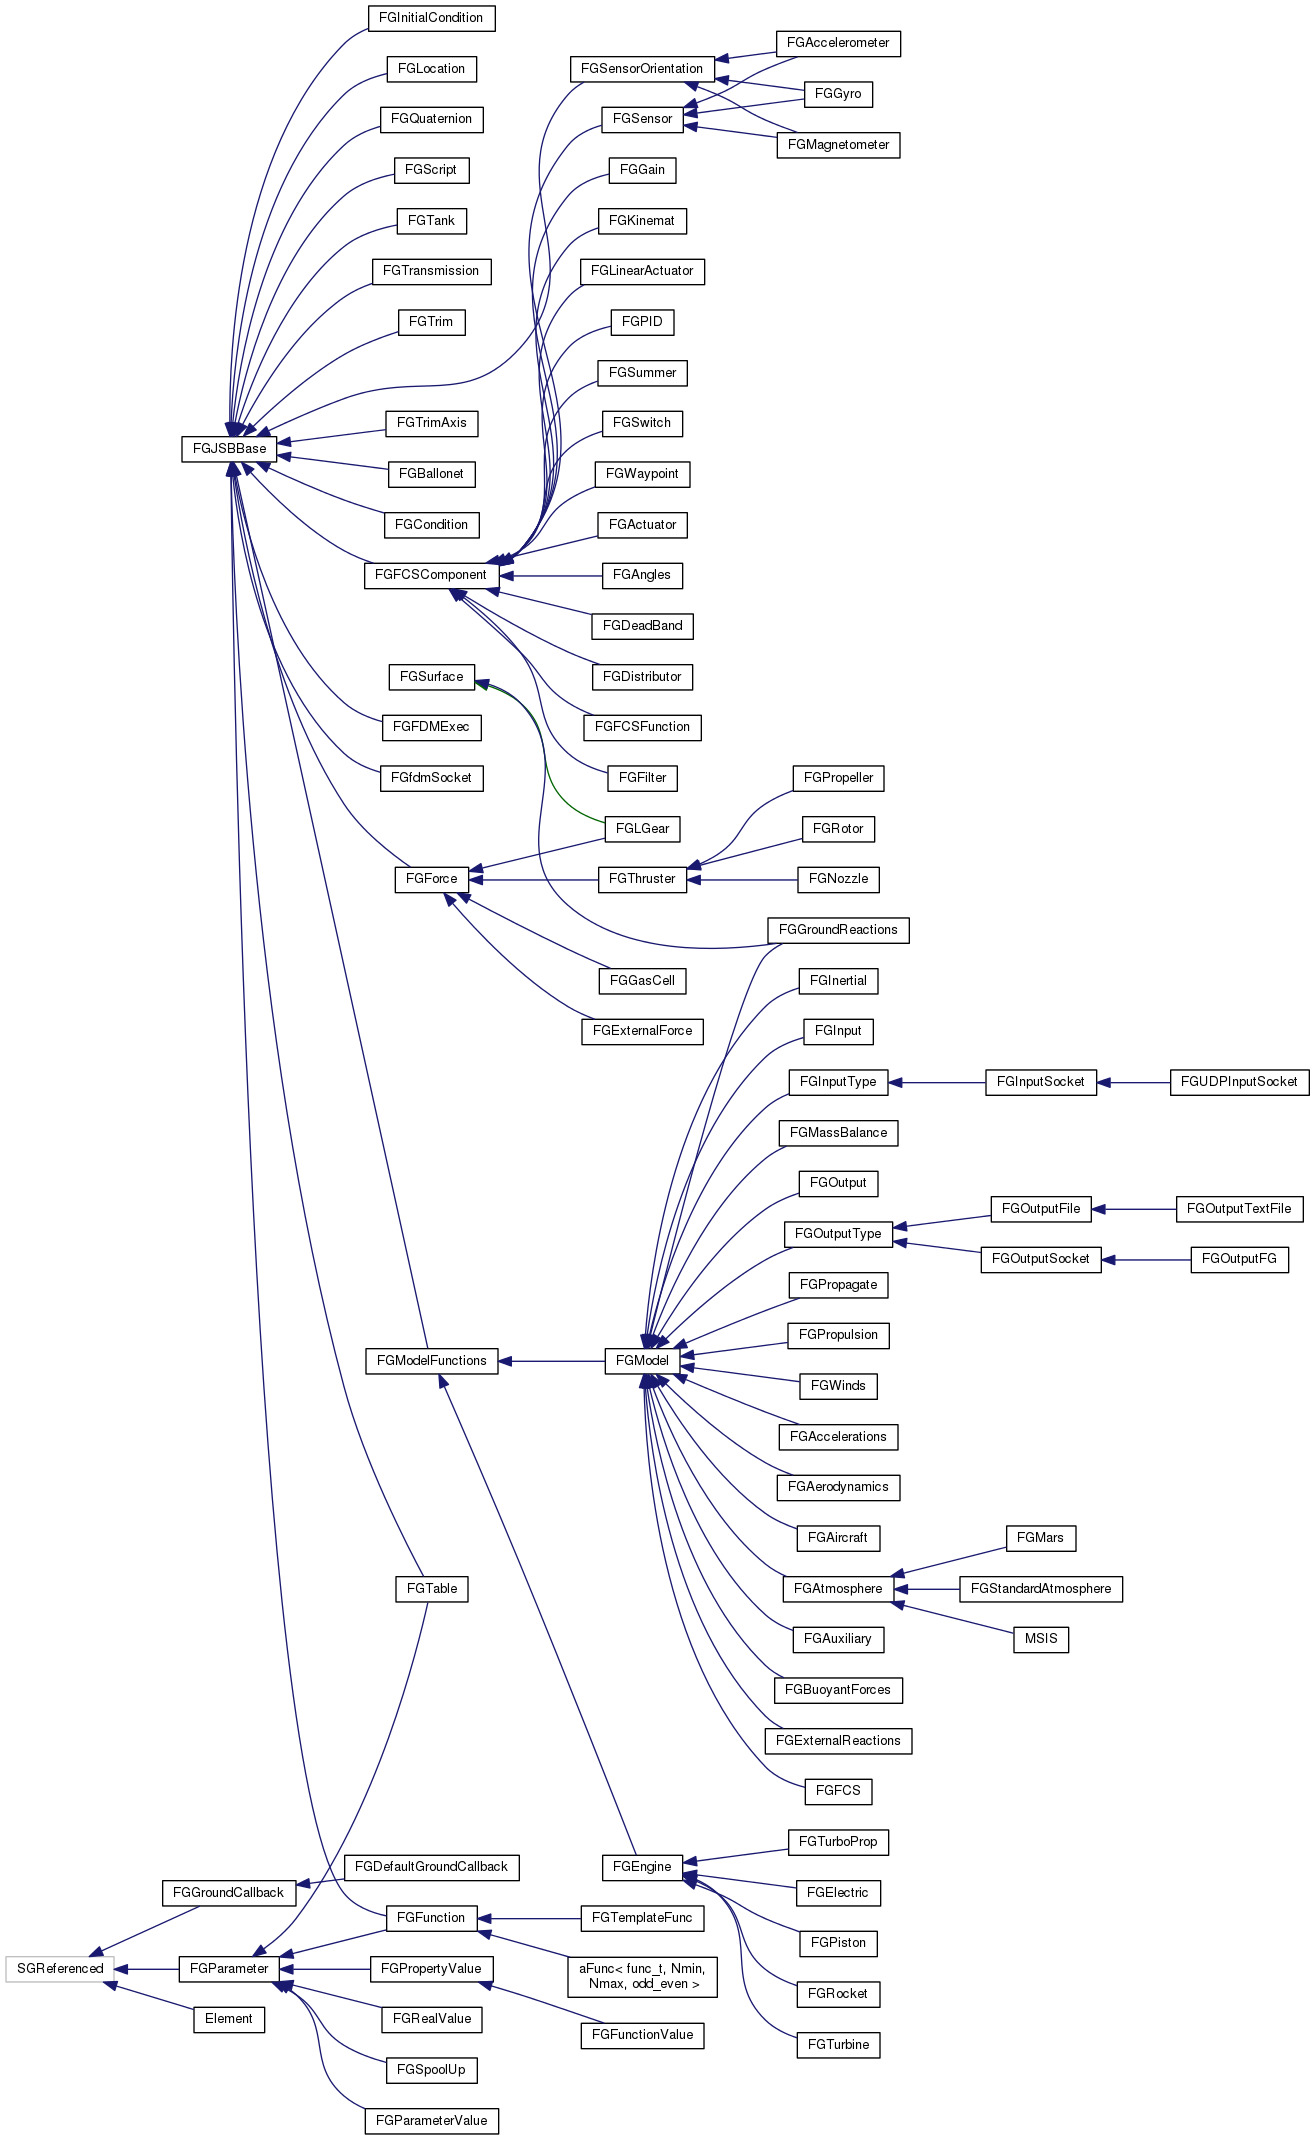 FGInitialCondition
FGLocation
FGQuaternion
FGScript
FGTank
FGTransmission
FGTrim
FGTrimAxis
FGJSBBase
FGBallonet
FGCondition
FGFCSComponent
FGSurface
FGFDMExec
FGfdmSocket
FGForce
FGModelFunctions
FGTable
FGSensorOrientation
FGSensor
FGGain
FGKinemat
FGLinearActuator
FGPID
FGSummer
FGSwitch
FGWaypoint
FGActuator
FGAngles
FGDeadBand
FGDistributor
FGFCSFunction
FGFilter
FGLGear
FGThruster
FGGasCell
FGExternalForce
FGModel
FGEngine
FGAccelerometer
FGGyro
FGMagnetometer
FGPropeller
FGRotor
FGNozzle
FGGroundReactions
FGInertial
FGInput
FGInputType
FGInputSocket
FGUDPInputSocket
FGMassBalance
FGOutput
FGOutputType
FGOutputFile
FGOutputTextFile
FGOutputSocket
FGOutputFG
FGPropagate
FGPropulsion
FGWinds
FGAccelerations
FGAerodynamics
FGAircraft
FGAtmosphere
FGMars
FGStandardAtmosphere
MSIS
FGAuxiliary
FGBuoyantForces
FGExternalReactions
FGFCS
FGTurboProp
FGElectric
FGPiston
FGRocket
FGTurbine
SGReferenced
FGGroundCallback
FGDefaultGroundCallback
FGParameter
Element
FGFunction
FGTemplateFunc
aFunc< func_t, Nmin,
Nmax, odd_even >
FGPropertyValue
FGFunctionValue
FGRealValue
FGSpoolUp
FGParameterValue